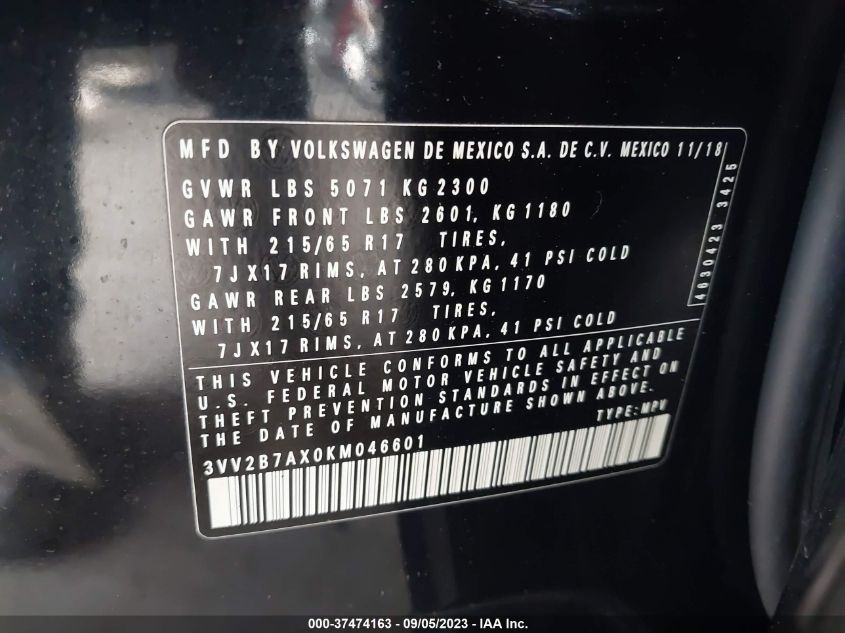 MFD BY VOLKSWAGEN DE MEXICO S.A. DE C.V. MEXICO 11/18
GVWR LBS 5071 KG 2300
GAWR FRONT LBS 2601, KG 1180
WITH 215/65 R17 TIRES,
7JX17 RIMS, AT 280 KPA, 41 PSI COLD
GAWR REAR LBS 2579, KG 1170
WITH 215/65 R17 TIRES,
7JX17 RIMS, AT 280 KPA, 41 PSI COLD
4630423 3425
THIS VEHICLE CONFORMS TO ALL APPLICABLE
U.S. FEDERAL MOTOR VEHICLE SAFETY AND
THEFT PREVENTION STANDARDS IN EFFECT ON
THE DATE OF MANUFACTURE SHOWN ABOVE.
3VV2B7AX0KM046601 TYPE: MPV
000-37474163 - 09/05/2023 - IAA Inc.